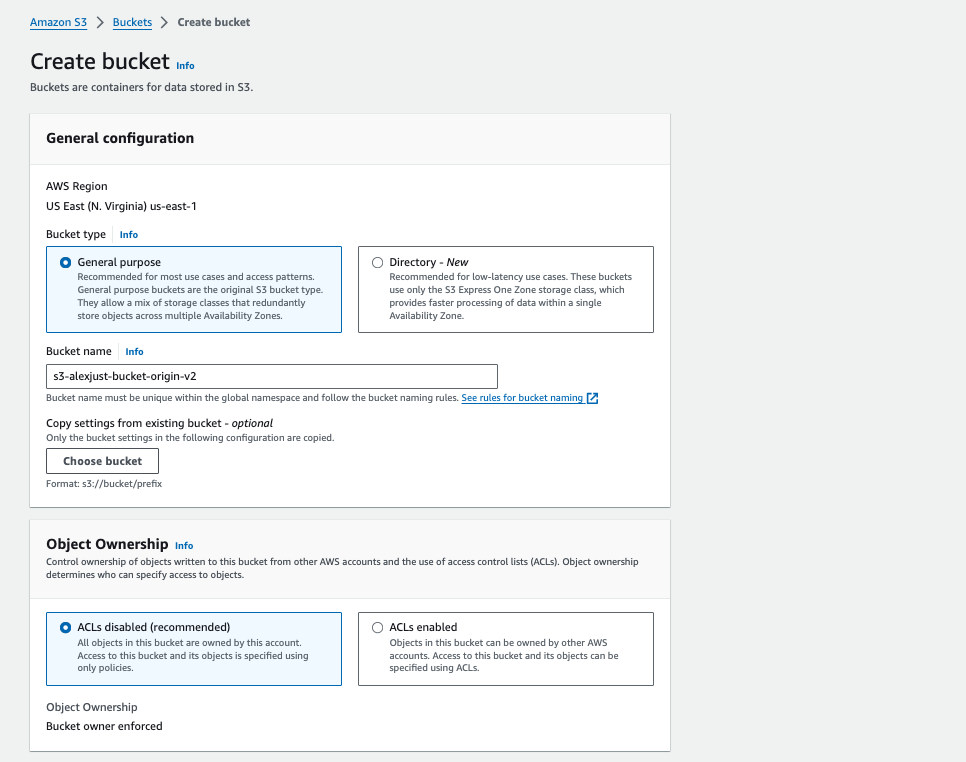 Amazon S3 > Buckets > Create bucket
Create bucket Info
Buckets are containers for data stored in S3.
General configuration
AWS Region
US East (N. Virginia) us-east-1
Bucket type Info
General purpose
Recommended for most use cases and access patterns.
General purpose buckets are the original S3 bucket type.
They allow a mix of storage classes that redundantly
store objects across multiple Availability Zones.
Directory - New
Recommended for low-latency use cases. These buckets
use only the S3 Express One Zone storage class, which
provides faster processing of data within a single
Availability Zone.
Bucket name Info
s3-alexjust-bucket-origin-v2
Bucket name must be unique within the global namespace and follow the bucket naming rules. See rules for bucket naming
Copy settings from existing bucket - optional
Only the bucket settings in the following configuration are copied.
Choose bucket
Format: s3://bucket/prefix
Object Ownership Info
Control ownership of objects written to this bucket from other AWS accounts and the use of access control lists (ACLs). Object ownership
determines who can specify access to objects.
ACLs disabled (recommended)
All objects in this bucket are owned by this account.
Access to this bucket and its objects is specified using
only policies.
ACLs enabled
Objects in this bucket can be owned by other AWS
accounts. Access to this bucket and its objects can be
specified using ACLs.
Object Ownership
Bucket owner enforced